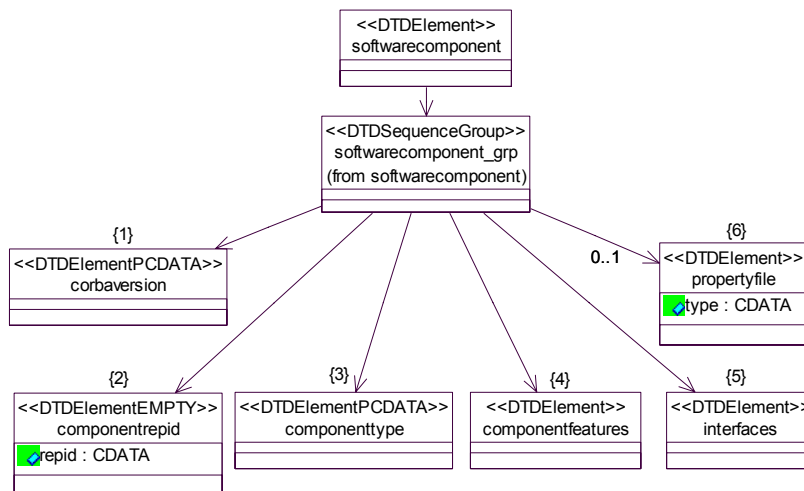 <<DTDElement>>
softwarecomponent
<<DTDSequenceGroup>>
softwarecomponent_grp
(from softwarecomponent)
{1}
<<DTDElementPCDATA>>
corbaversion
0..1
{6}
<<DTDElement>>
propertyfile
type : CDATA
{2}
<<DTDElementEMPTY>>
componentrepid
repid : CDATA
{3}
<<DTDElementPCDATA>>
componenttype
{4}
<<DTDElement>>
componentfeatures
{5}
<<DTDElement>>
interfaces